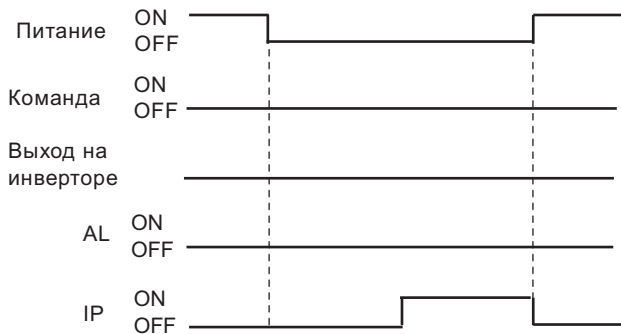 Питание ON
OFF
Команда ON
OFF
Выход на
инверторе
AL ON
OFF
IP ON
OFF